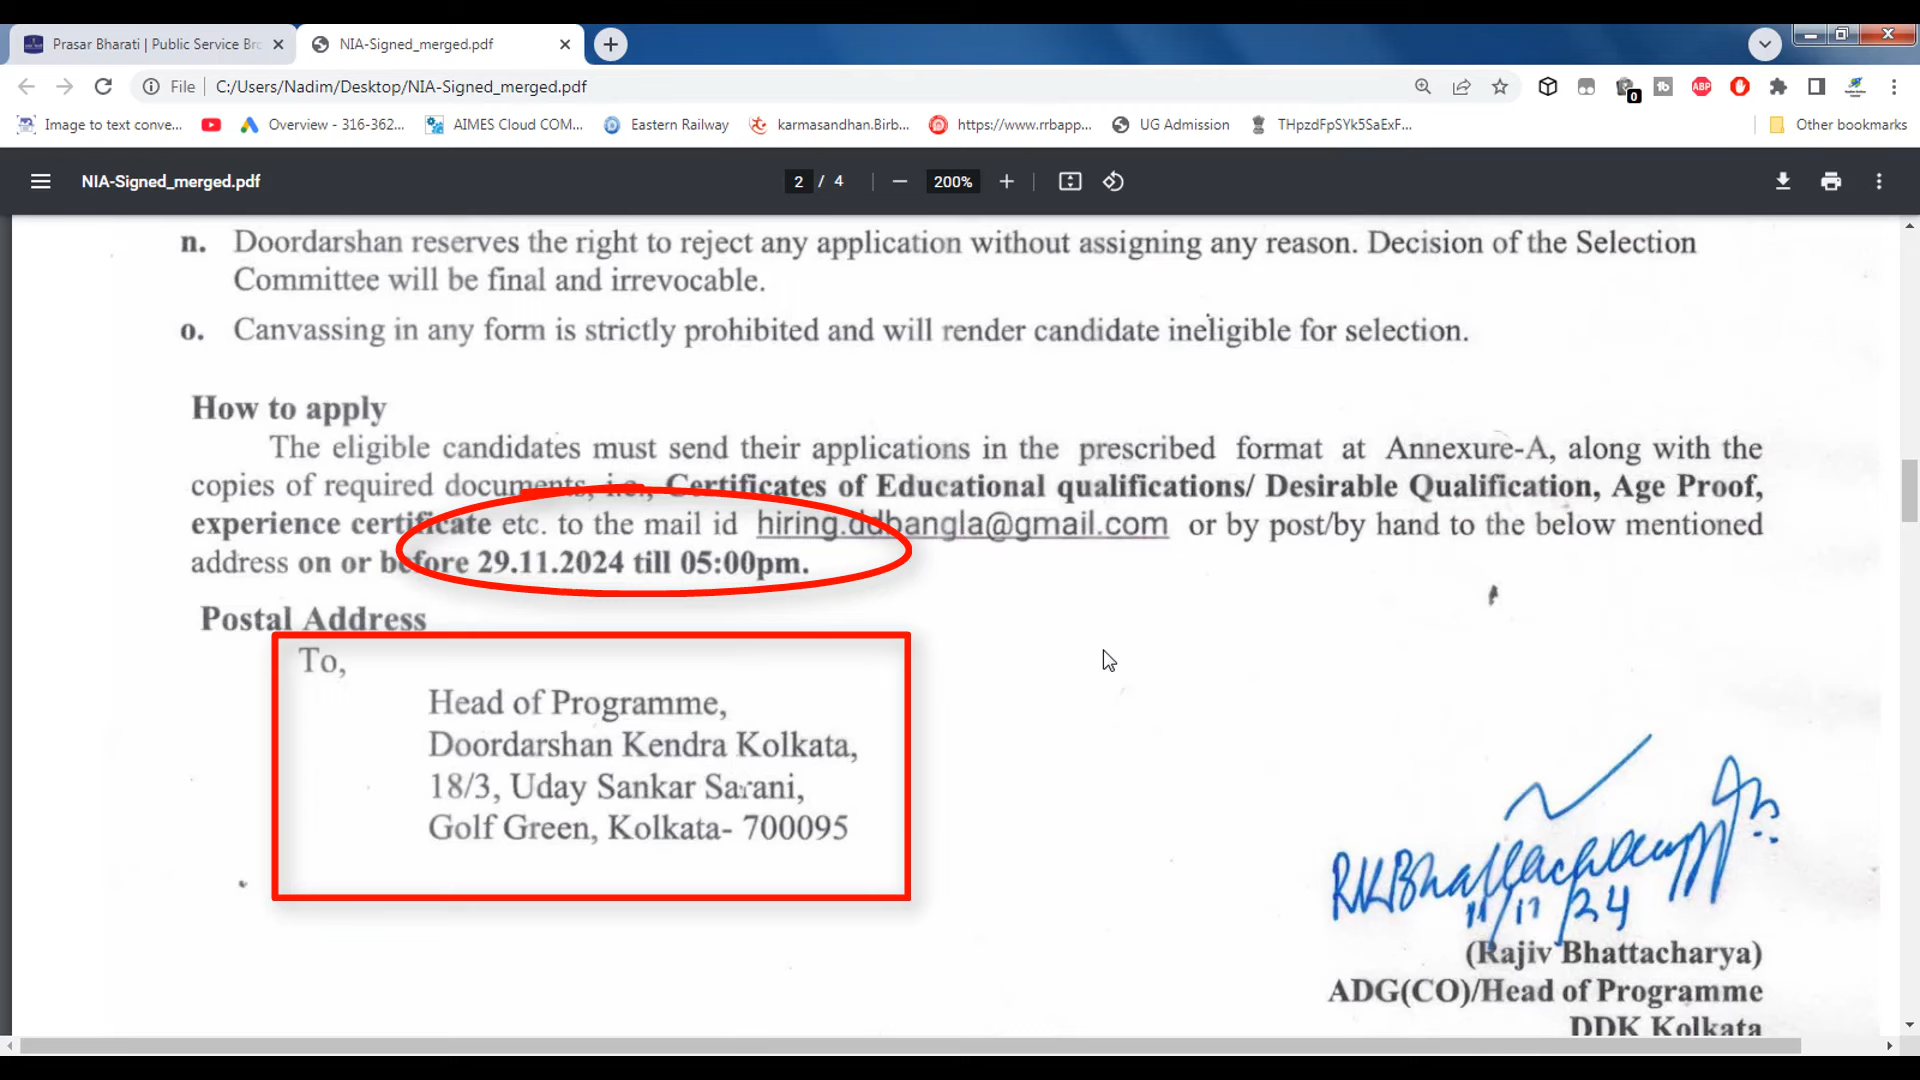 Prasar Bharati | Public Service Bro
NIA-Signed_merged.pdf
File C:/Users/Nadim/Desktop/NIA-Signed_merged.pdf
0
ABP
Image to text conve...
Overview - 316-362...
AIMES Cloud COM...
Eastern Railway
karmasandhan.Birb...
https://www.rrbapp...
UG Admission
THpzdFpSYk5SaExF...
Other bookmarks
NIA-Signed_merged.pdf
2 / 4
200%
n. Doordarshan reserves the right to reject any application without assigning any reason. Decision of the Selection
Committee will be final and irrevocable.
o. Canvassing in any form is strictly prohibited and will render candidate ineligible for selection.
How to apply
The eligible candidates must send their applications in the prescribed format at Annexure-A, along with the
copies of required documents, i.e., Certificates of Educational qualifications/ Desirable Qualification, Age Proof,
experience certificate etc. to the mail id hiring.ddbangla@gmail.com or by post/by hand to the below mentioned
address on or before 29.11.2024 till 05:00pm.
Postal Address
To,
Head of Programme,
Doordarshan Kendra Kolkata,
18/3, Uday Sankar Sarani,
Golf Green, Kolkata- 700095
11/11/24
(Rajiv Bhattacharya)
ADG(CO)/Head of Programme
DDK Kolkata